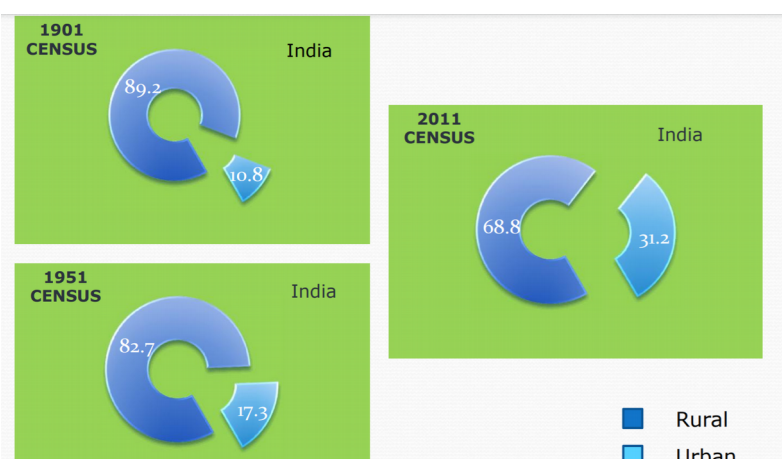 1901
CENSUS
India
89.2
10.8
1951
CENSUS
India
82.7
17.3
2011
CENSUS
India
68.8
31.2
Rural
Urban